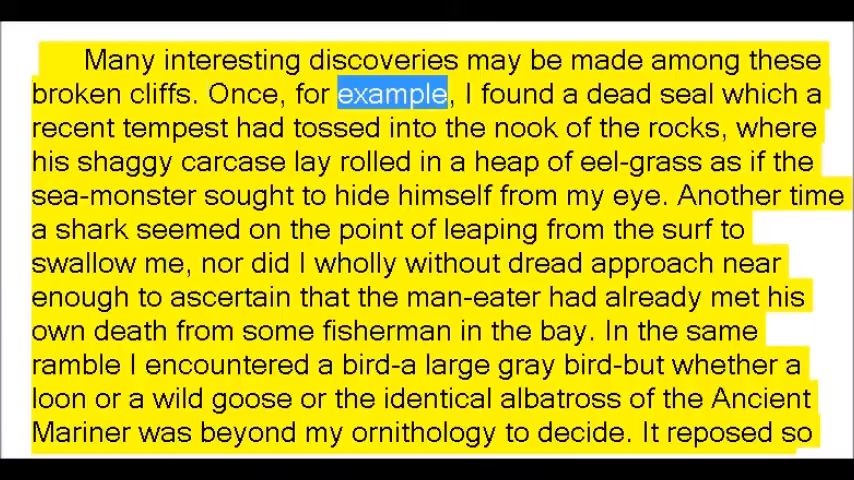 Many interesting discoveries may be made among these
broken cliffs. Once, for example, I found a dead seal which a
recent tempest had tossed into the nook of the rocks, where
his shaggy carcase lay rolled in a heap of eel-grass as if the
sea-monster sought to hide himself from my eye. Another time
a shark seemed on the point of leaping from the surf to
swallow me, nor did I wholly without dread approach near
enough to ascertain that the man-eater had already met his
own death from some fisherman in the bay. In the same
ramble I encountered a bird-a large gray bird-but whether a
loon or a wild goose or the identical albatross of the Ancient
Mariner was beyond my ornithology to decide. It reposed so